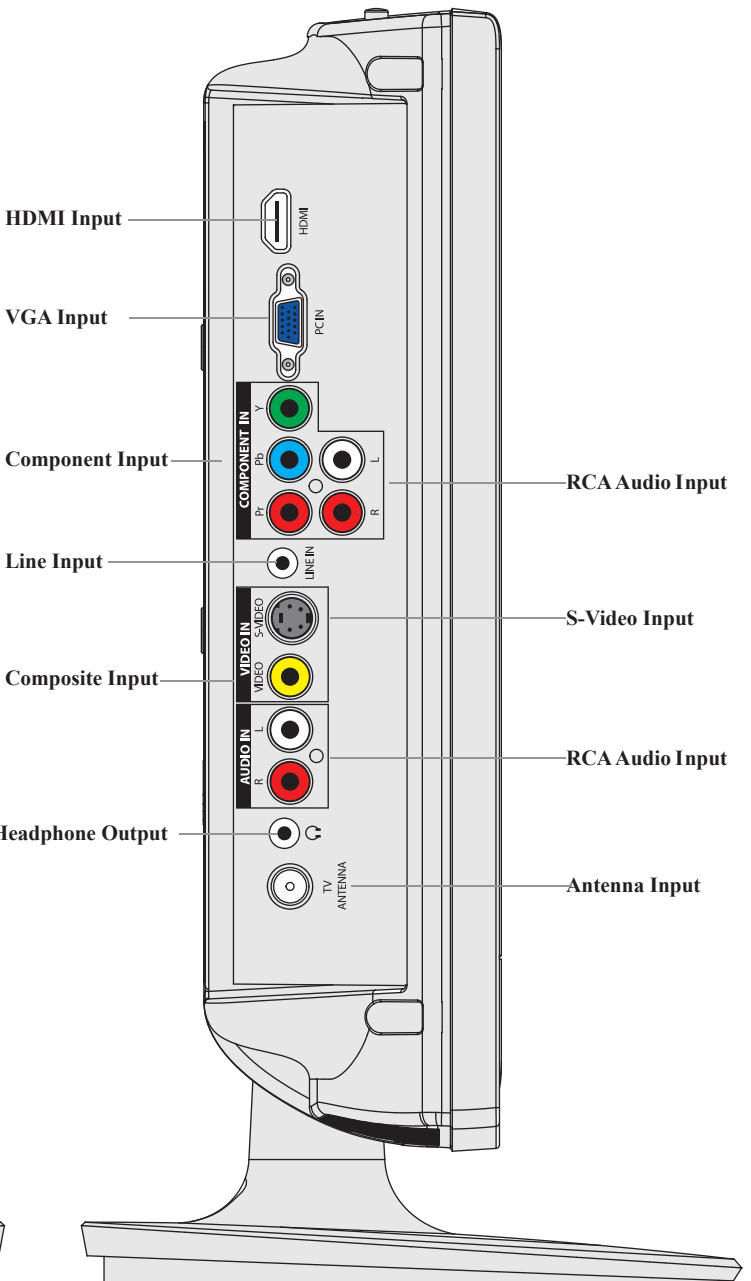 HDMI Input
HDMI
VGA Input
PC IN
COMPONENT IN
Y
Pb
Pr
L
R
Component Input
RCA Audio Input
Line Input
LINE IN
VIDEO IN
S-VIDEO
VIDEO
S-Video Input
Composite Input
AUDIO IN
L
R
RCA Audio Input
Headphone Output
TV
ANTENNA
Antenna Input